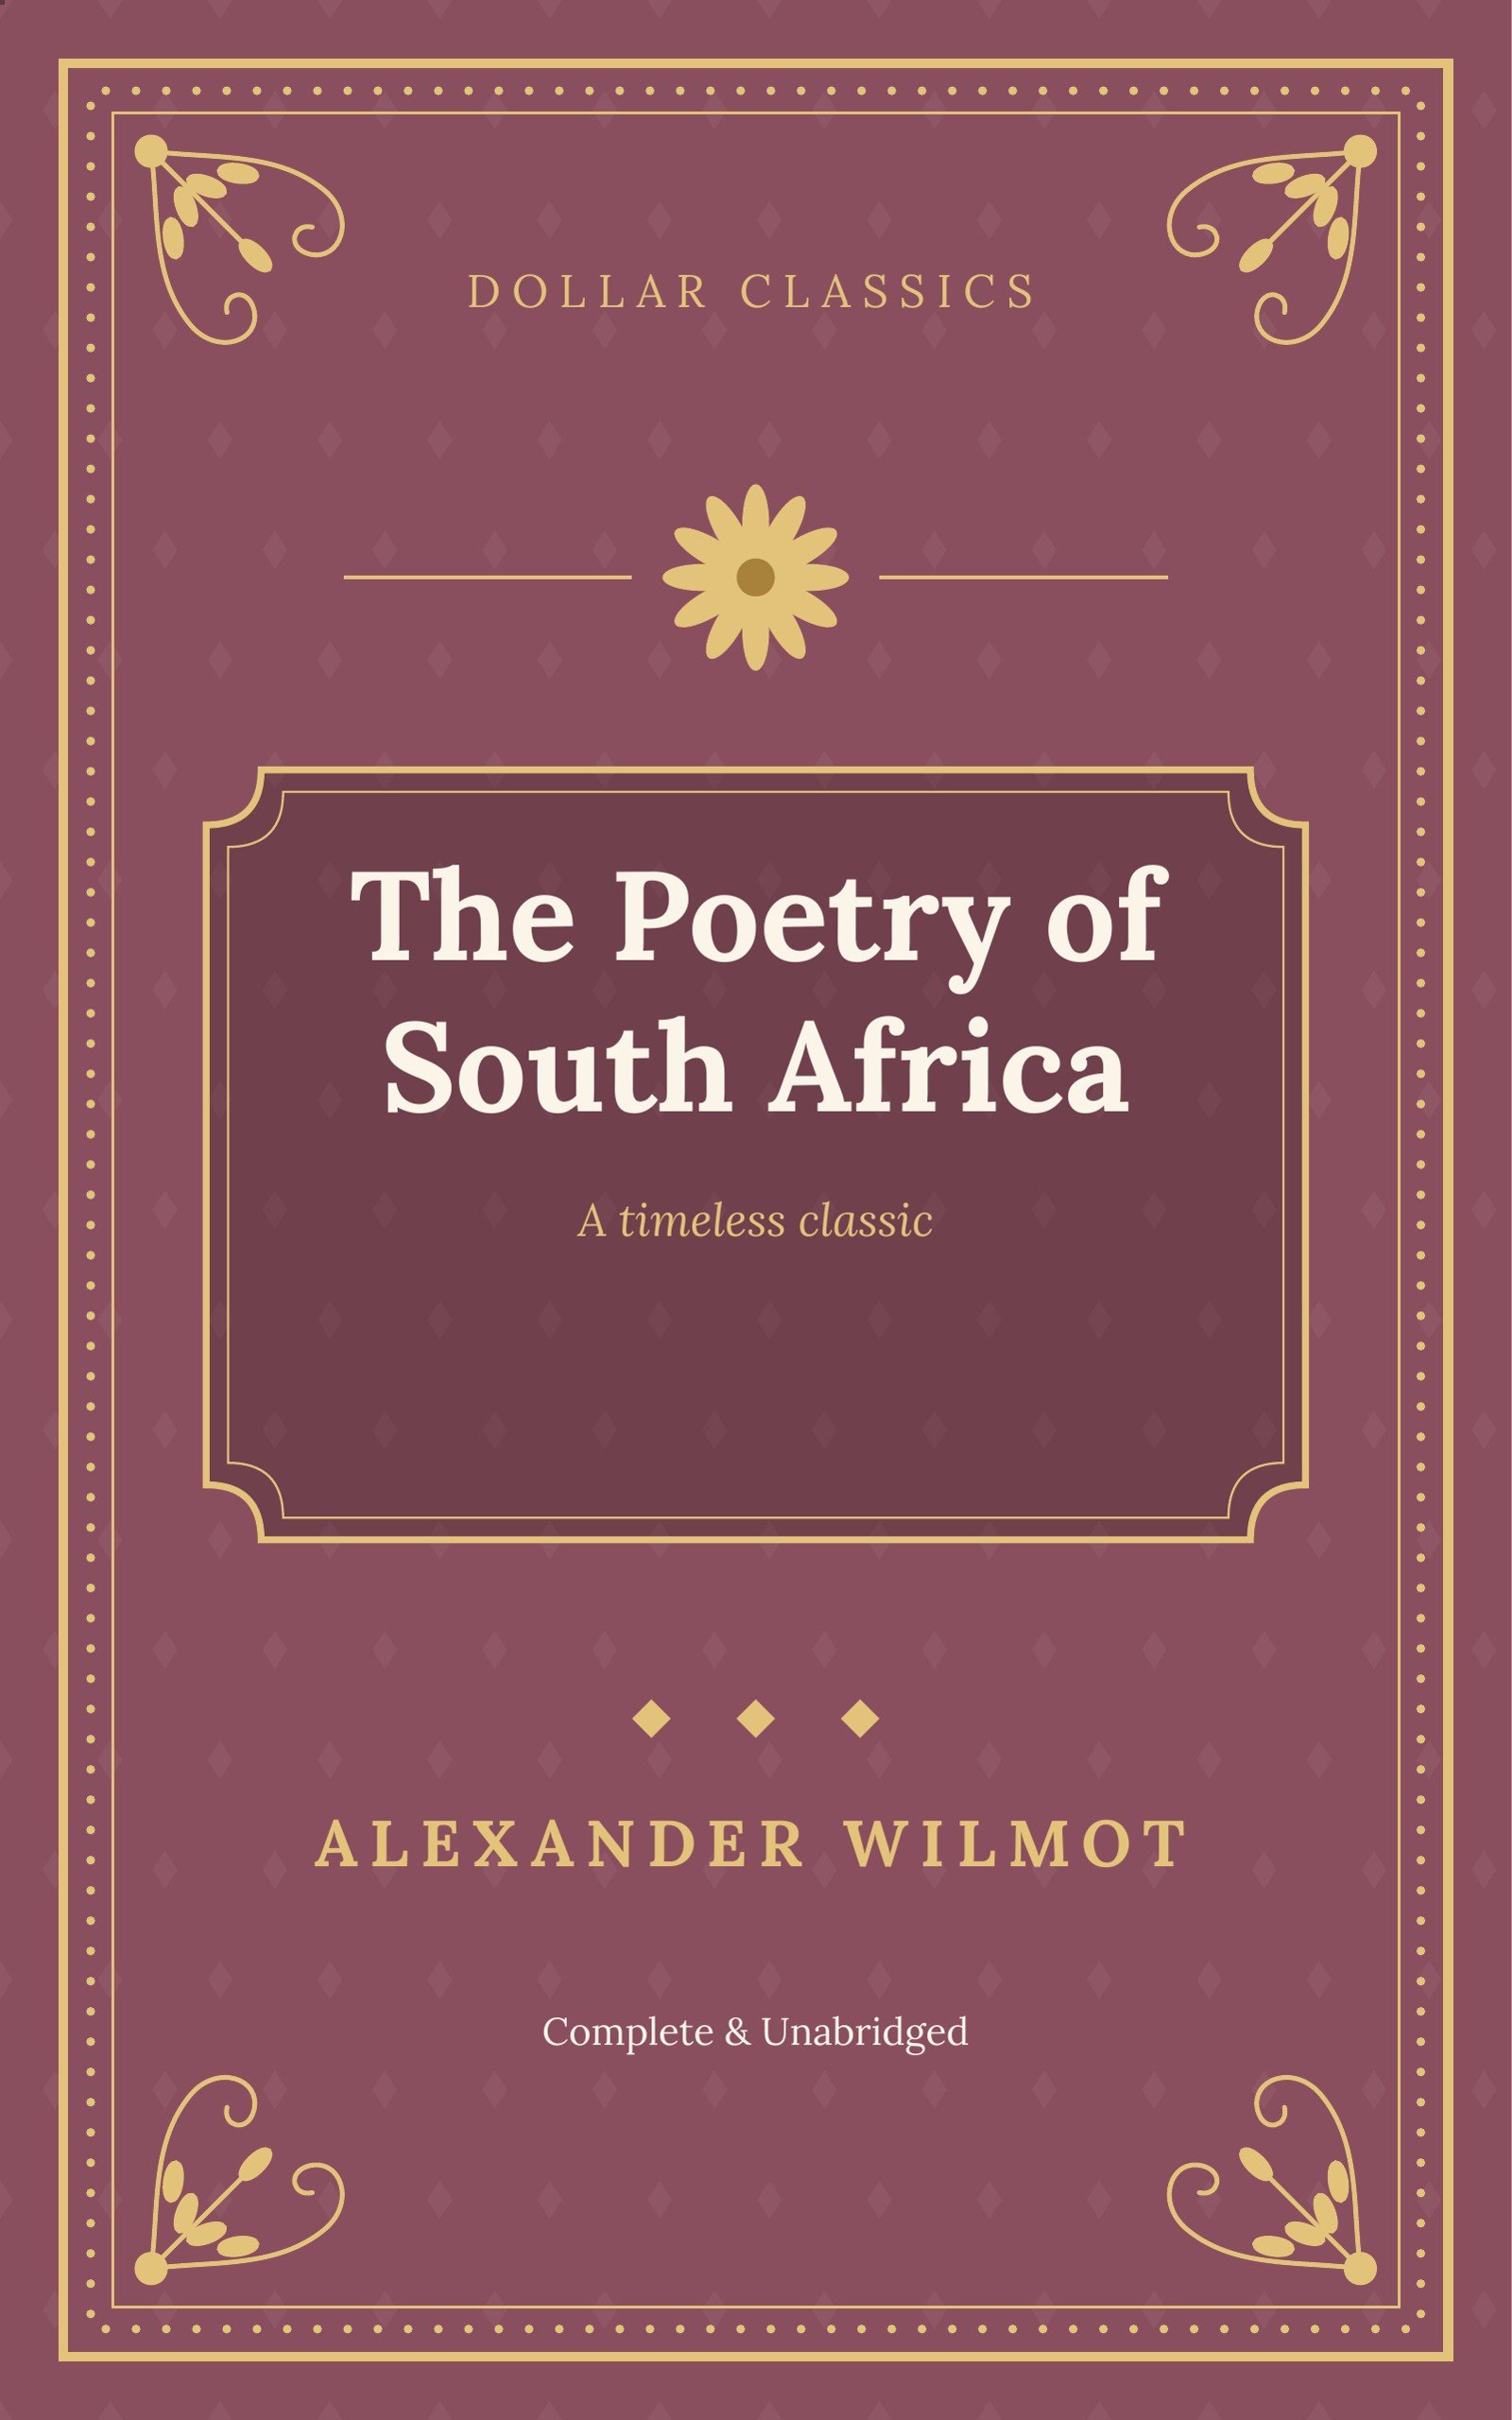 DOLLAR CLASSICS
The Poetry of
South Africa
A timeless classic
ALEXANDER WILMOT
Complete & Unabridged